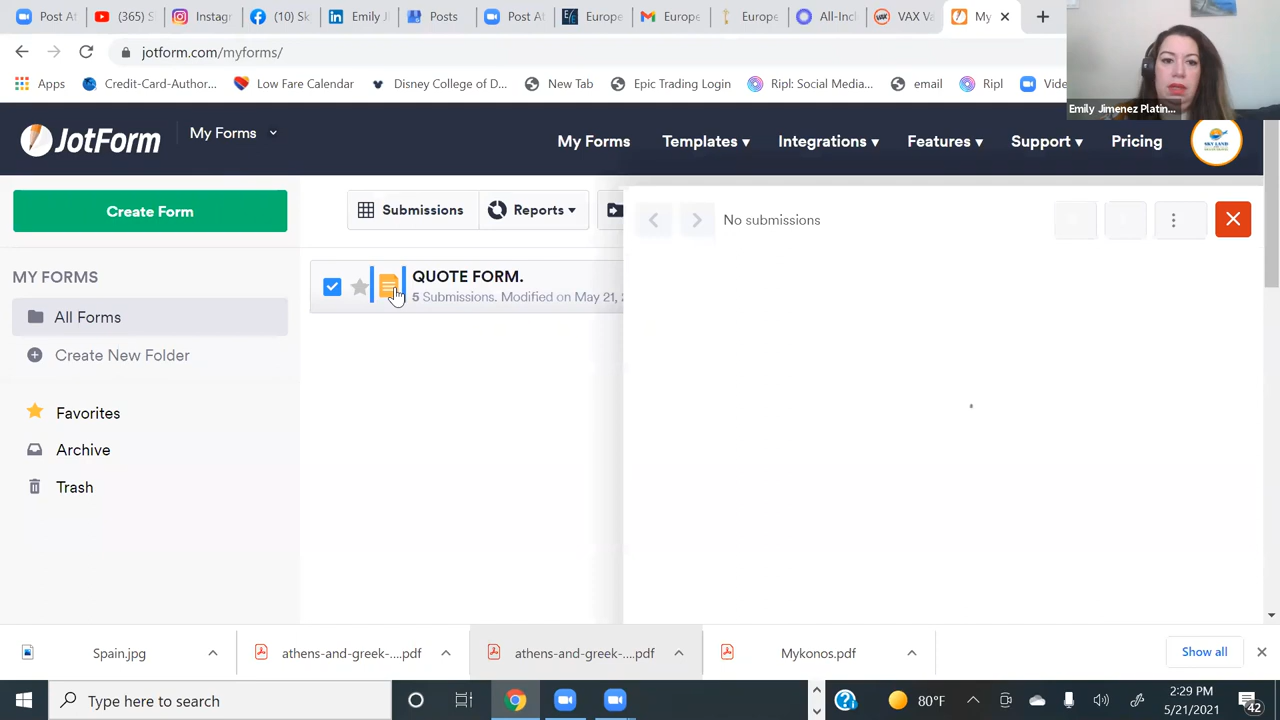 Post Af
(365) S
Instagr
(10) Sk
Emily J
Posts
Post Al
Europe
Europe
Europe
All-Inc
VAX Va
My
jotform.com/myforms/
Apps
Credit-Card-Author...
Low Fare Calendar
Disney College D...
New Tab
Epic Trading Login
Ripl: Social Media...
email
Ripl
Emily Jimenez Platin...
JotForm
My Forms
My Forms
Templates
Integrations
Features
Support
Pricing
SKY LAND
Create Form
Submissions
Reports
No submissions
MY FORMS
QUOTE FORM.
5 Submissions. Modified on May 21,
All Forms
Create New Folder
Favorites
Archive
Trash
Spain.jpg
athens-and-greek-....pdf
athens-and-greek-....pdf
Mykonos.pdf
Show all
Type here to search
80°F
2:29 PM
5/21/2021
42